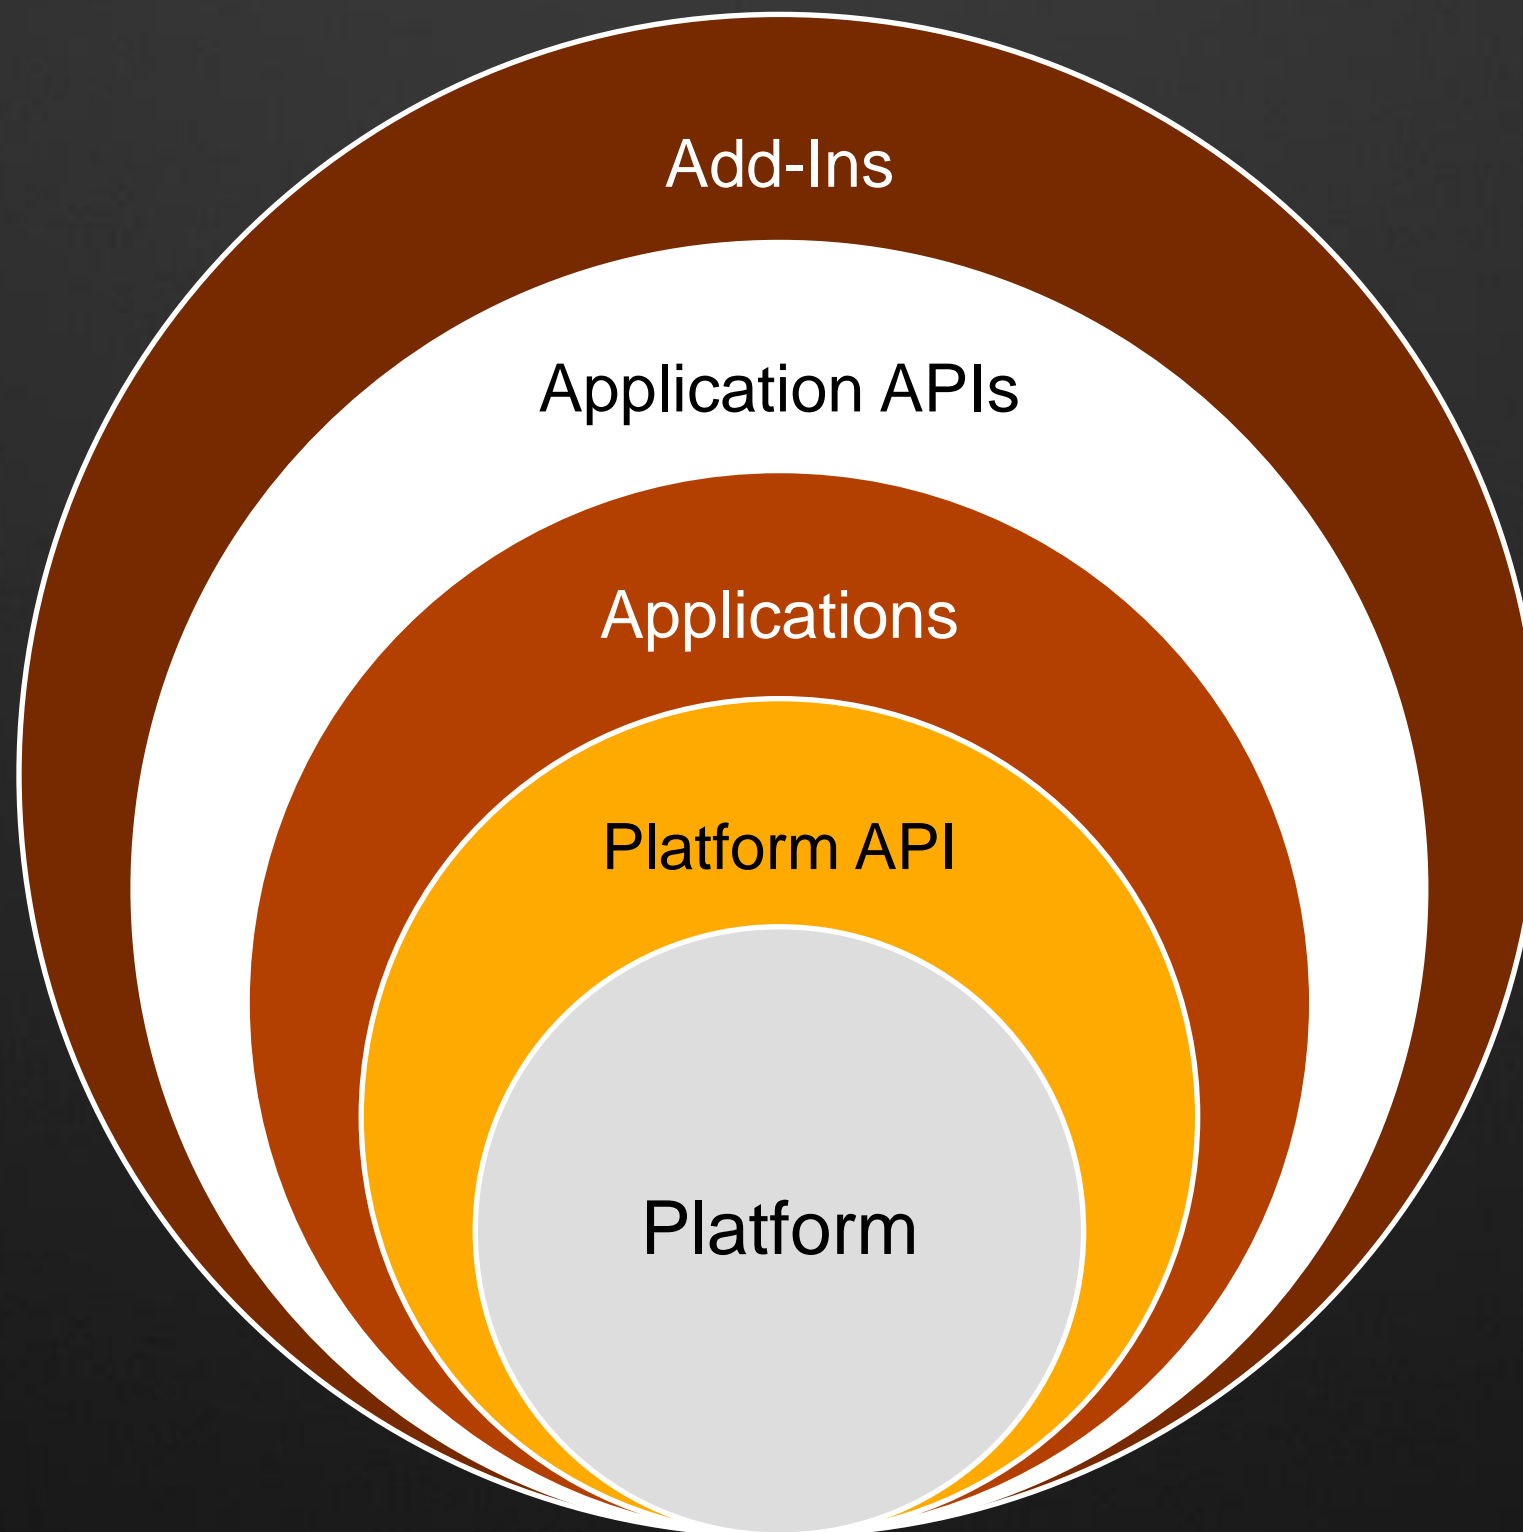 Add-Ins
Application APIs
Applications
Platform API
Platform